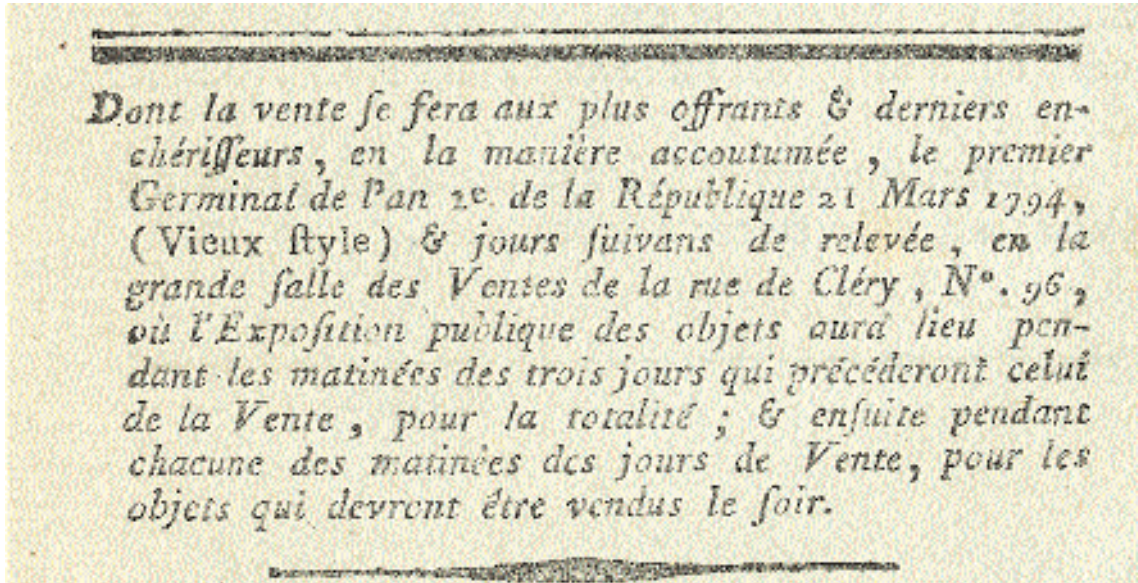 Dont la vente ſe fera aux plus offrants & derniers en-
chériſſeurs, en la manière accoutumée, le premier
Germinal de l'an 2e. de la République 21 Mars 1794,
(Vieux ſtyle) & jours ſuivans de relevée, en la
grande ſalle des Ventes de la rue de Cléry, N°. 96,
où l'Expoſition publique des objets aura lieu pen-
dant les matinées des trois jours qui précéderont celui
de la Vente, pour la totalité ; & enſuite pendant
chacune des matinées des jours de Vente, pour les
objets qui devront être vendus le ſoir.